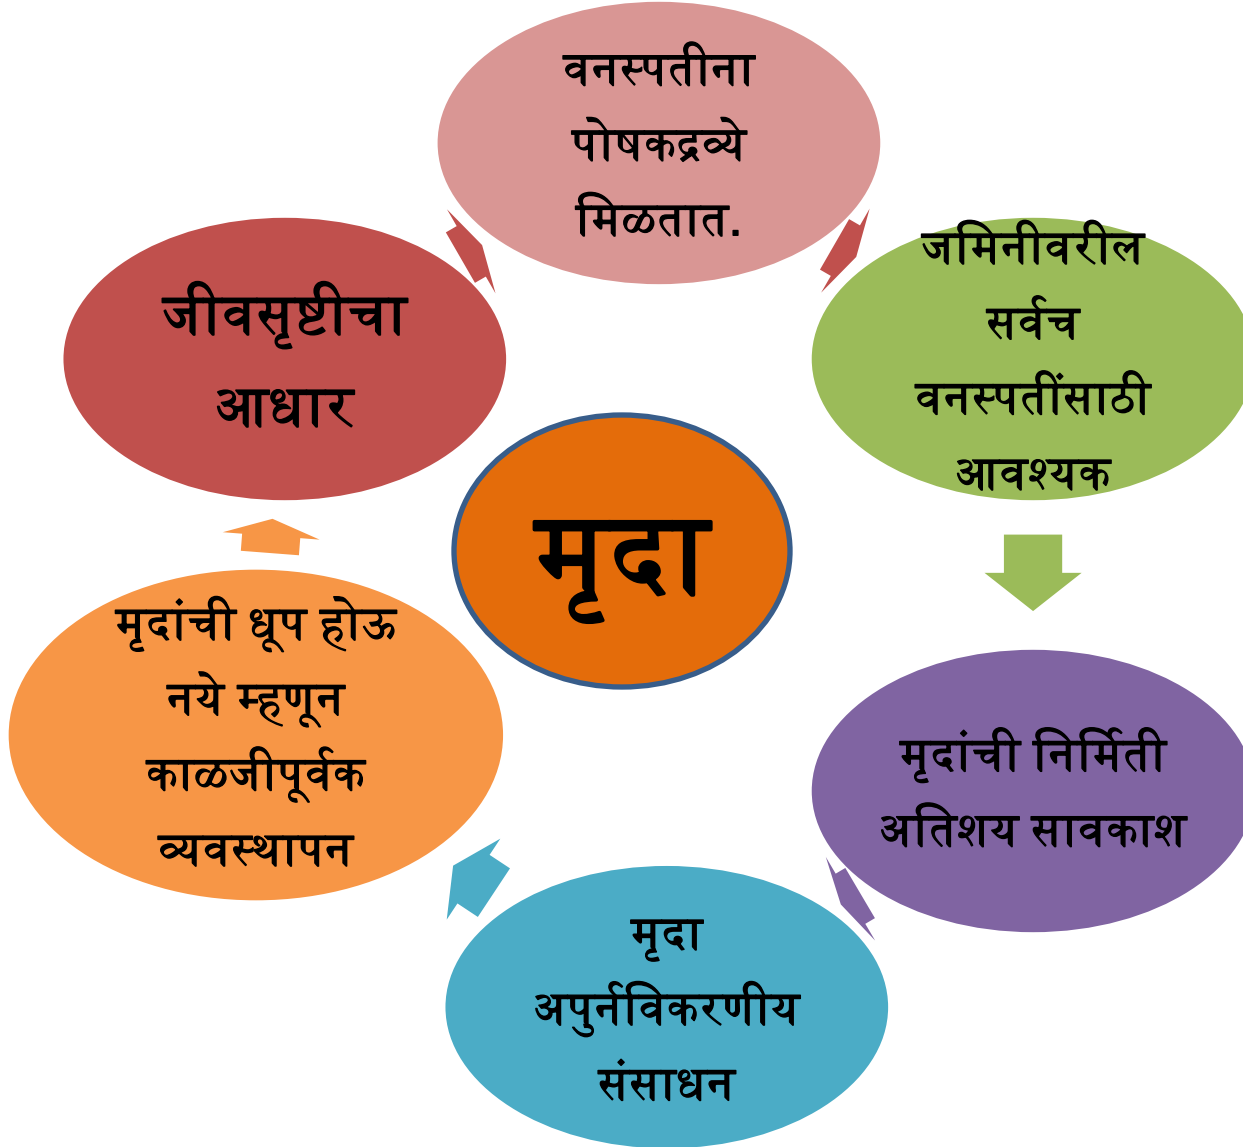 वनस्पतीना
पोषकद्रव्ये
मिळतात.
जमिनीवरील
सर्वच
वनस्पतींसाठी
आवश्यक
मृदांची निर्मिती
अतिशय सावकाश
मृदा
अपुर्नविकरणीय
संसाधन
मृदांची धूप होऊ
नये म्हणून
काळजीपूर्वक
व्यवस्थापन
जीवसृष्टीचा
आधार
मृदा